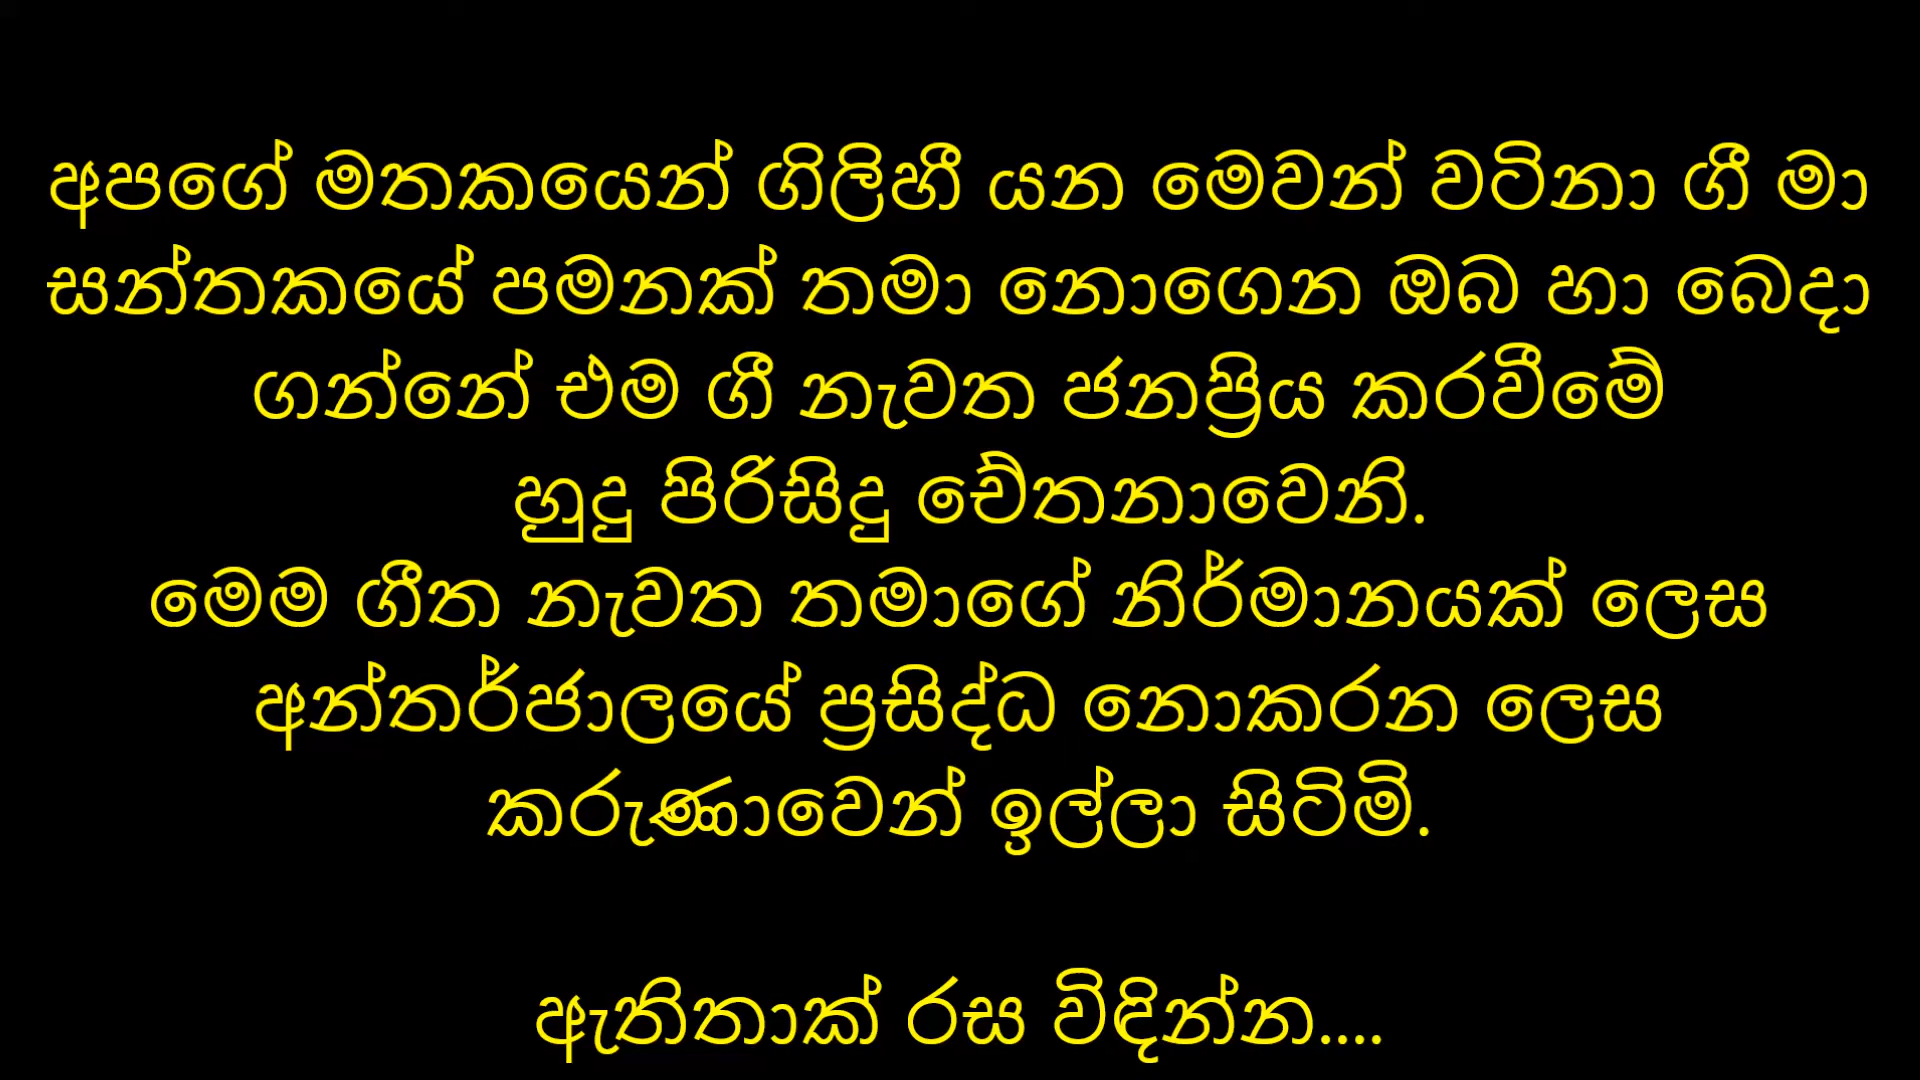 අපගේ මතකයෙන් ගිලිහී යන මෙවන් වටිනා ගී මා
සන්තකයේ පමනක් තමා නොගෙන ඔබ හා බෙදා
ගන්නේ එම ගී නැවත ජනප්‍රිය කරවීමේ
හුදු පිරිසිදු චේතනාවෙනි.
මෙම ගීත නැවත තමාගේ නිර්මානයක් ලෙස
අන්තර්ජාලයේ ප්‍රසිද්ධ නොකරන ලෙස
කරුණාවෙන් ඉල්ලා සිටිමි.
ඇතිතාක් රස විඳින්න....